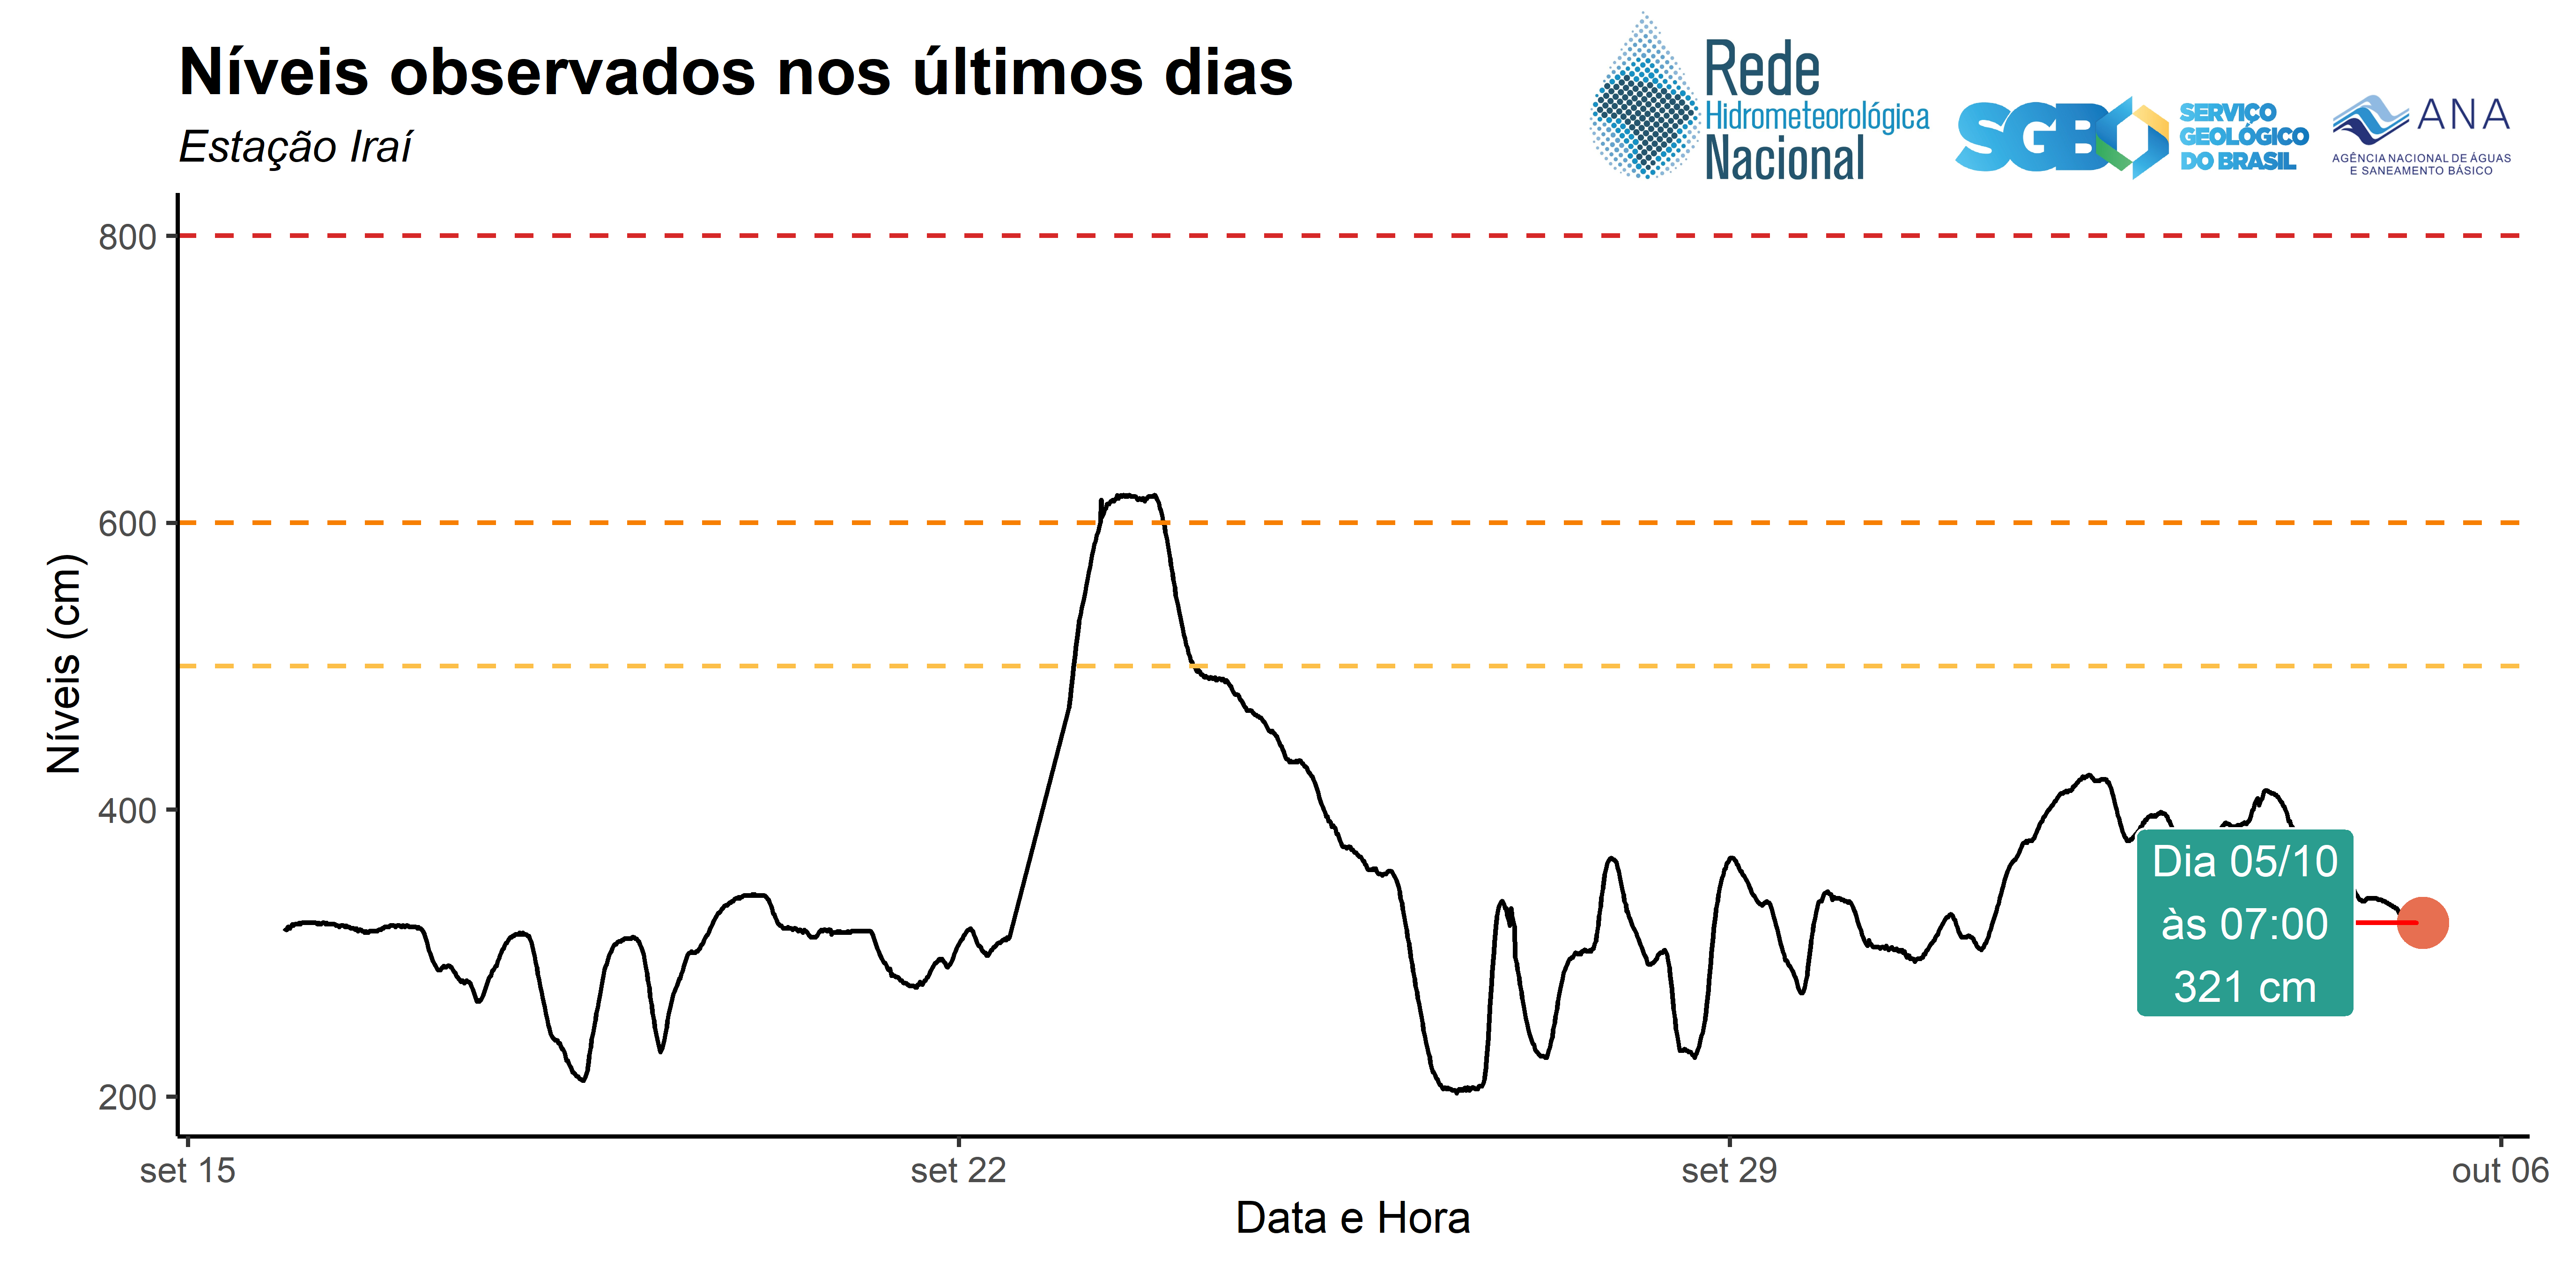 Níveis observados nos últimos dias
Estação Iraí
Rede
Hidrometeorológica
Nacional
SGB
SERVIÇO
GEOLÓGICO
DO BRASIL
ANA
AGÊNCIA NACIONAL DE ÁGUAS
E SANEAMENTO BÁSICO
Níveis (cm)
800
600
400
200
Dia 05/10
às 07:00
321 cm
set 15
set 22
set 29
out 06
Data e Hora